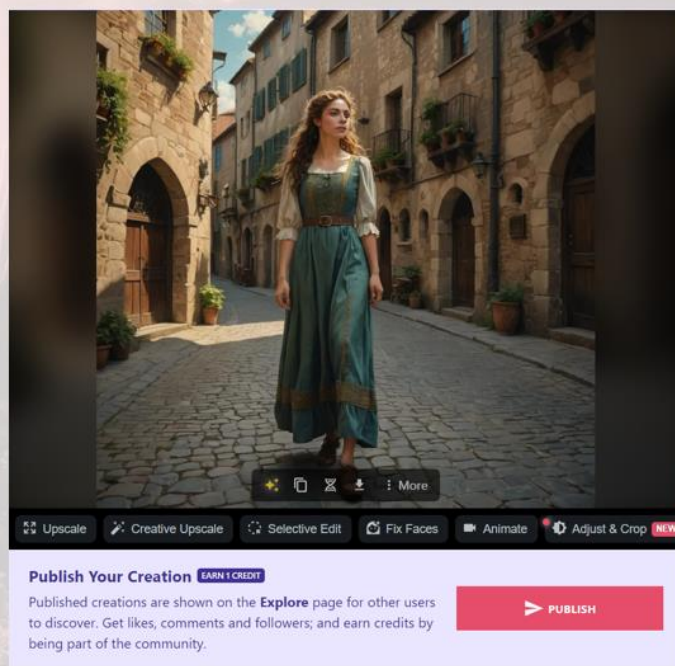 More
Upscale
Creative Upscale
Selective Edit
Fix Faces
Animate
Adjust & Crop
NEW
Publish Your Creation EARN 1 CREDIT
Published creations are shown on the Explore page for other users
to discover. Get likes, comments and followers; and earn credits by
being part of the community.
PUBLISH